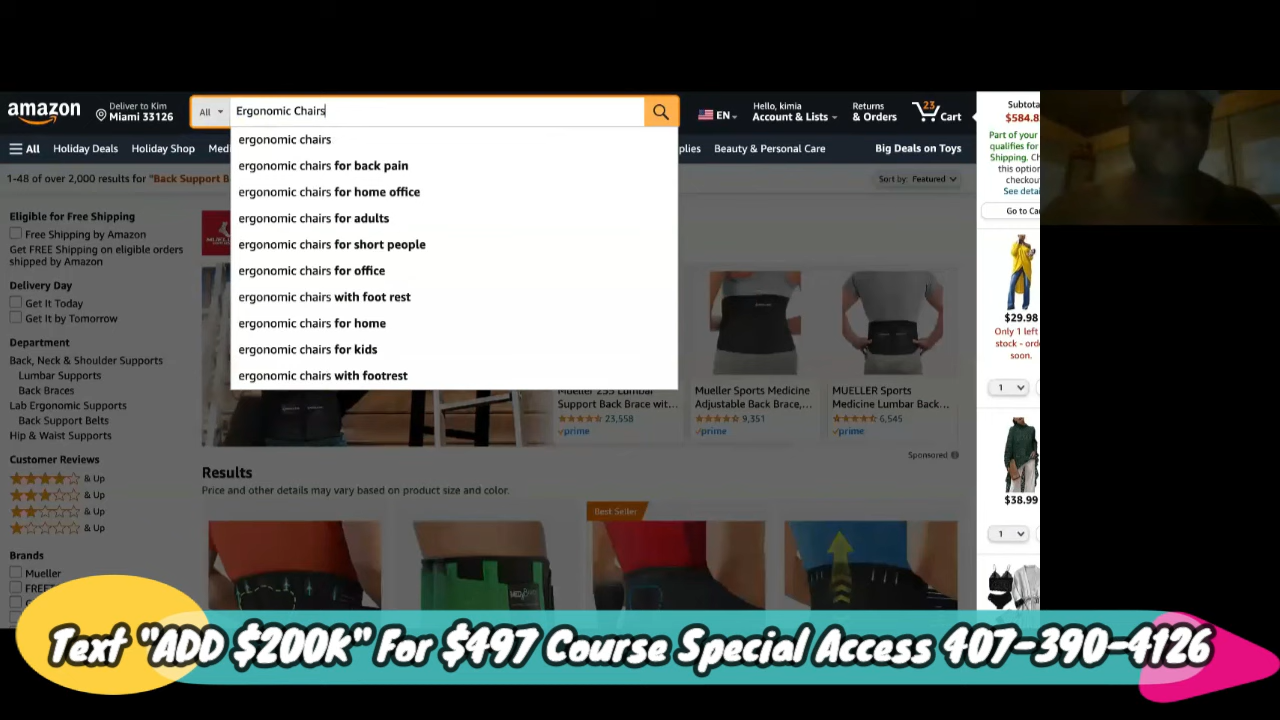 amazon
Deliver to Kim
Miami 33126
All
Ergonomic Chairs
EN
Hello, kimia
Account & Lists
Returns
& Orders
23
Cart
All
Holiday Deals
Holiday Shop
Big Deals on Toys
Beauty & Personal Care
1-48 of over 2,000 results for "Back Support
Sort by: Featured
ergonomic chairs
ergonomic chairs for back pain
ergonomic chairs for home office
ergonomic chairs for adults
ergonomic chairs for short people
ergonomic chairs for office
ergonomic chairs with foot rest
ergonomic chairs for home
ergonomic chairs for kids
ergonomic chairs with footrest
Eligible for Free Shipping
Free Shipping by Amazon
Get FREE Shipping on eligible orders
shipped by Amazon
Delivery Day
Get It Today
Get It by Tomorrow
Department
Back, Neck & Shoulder Supports
Lumbar Supports
Back Braces
Lab Ergonomic Supports
Back Support Belts
Hip & Waist Supports
Customer Reviews
& Up
& Up
& Up
& Up
Brands
Mueller
Mueller 255 Lumbar
Support Back Brace wit...
23,558
prime
Mueller Sports Medicine
Adjustable Back Brace,...
9,351
prime
MUELLER Sports
Medicine Lumbar Back...
6,545
prime
Sponsored
Results
Price and other details may vary based on product size and color.
Best Seller
$584.8
Part of your
qualifies for
Shipping.
this option
checkout
See
Go to
$29.98
Only 1 left
stock - orde
soon.
1
$38.99
1
Text "ADD $200k" For $497 Course Special Access 407-390-4126